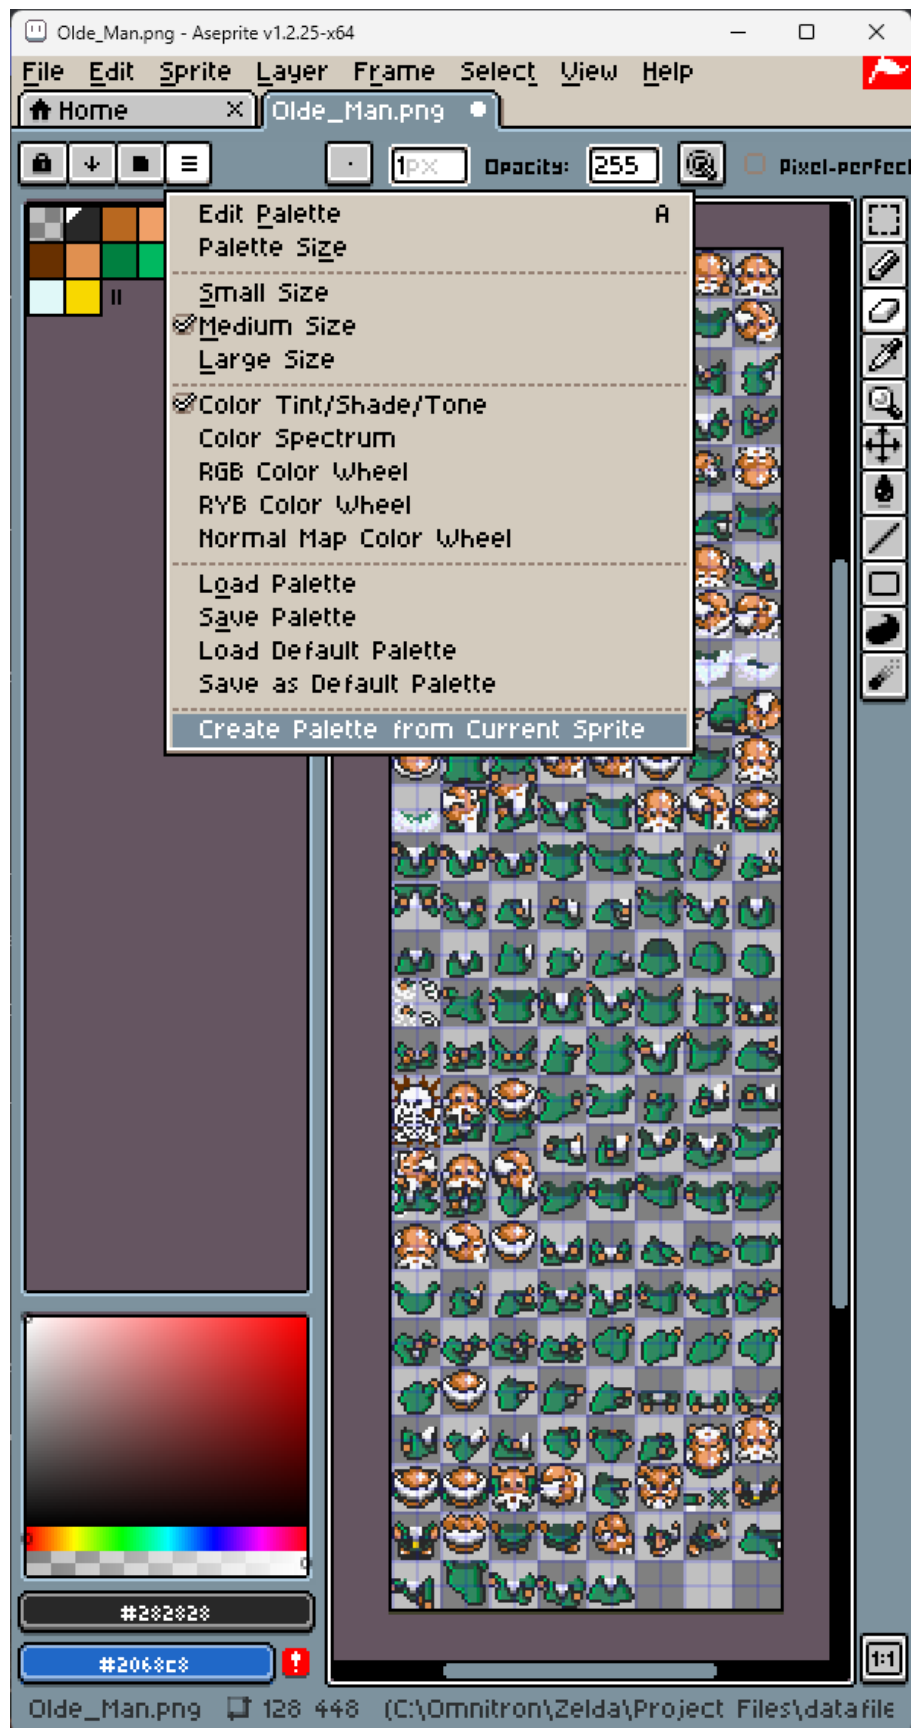 Olde_Man.png - Aseprite v1.2.25-x64
File Edit Sprite Layer Frame Select View Help
Home Olde_Man.png
1px Opacity: 255 Pixel-perfect
Edit Palette A
Palette Size
Small Size
Medium Size
Large Size
Color Tint/Shade/Tone
Color Spectrum
RGB Color Wheel
RYB Color Wheel
Normal Map Color Wheel
Load Palette
Save Palette
Load Default Palette
Save as Default Palette
Create Palette from Current Sprite
#282828
#2068c8
1:1
Olde_Man.png 128 448 (C:\Omnitron\Zelda\Project Files\datafile